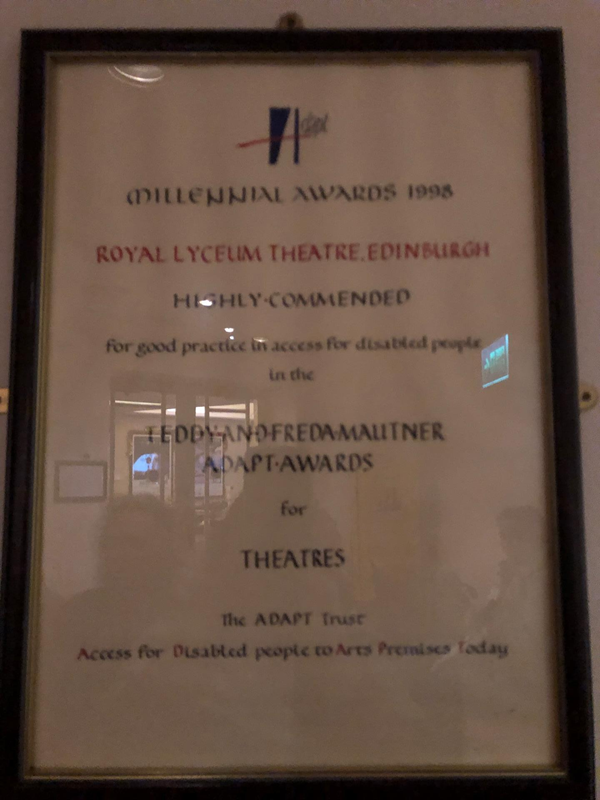 Adapt
MILLENNIAL AWARDS 1998
ROYAL LYCEUM THEATRE, EDINBURGH
HIGHLY·COMMENDED
for good practice in access for disabled people
in the
TEDDY·AND·FREDA·MAUTNER
ADAPT·AWARDS
for
THEATRES
The ADAPT Trust
Access for Disabled people to Arts Premises Today